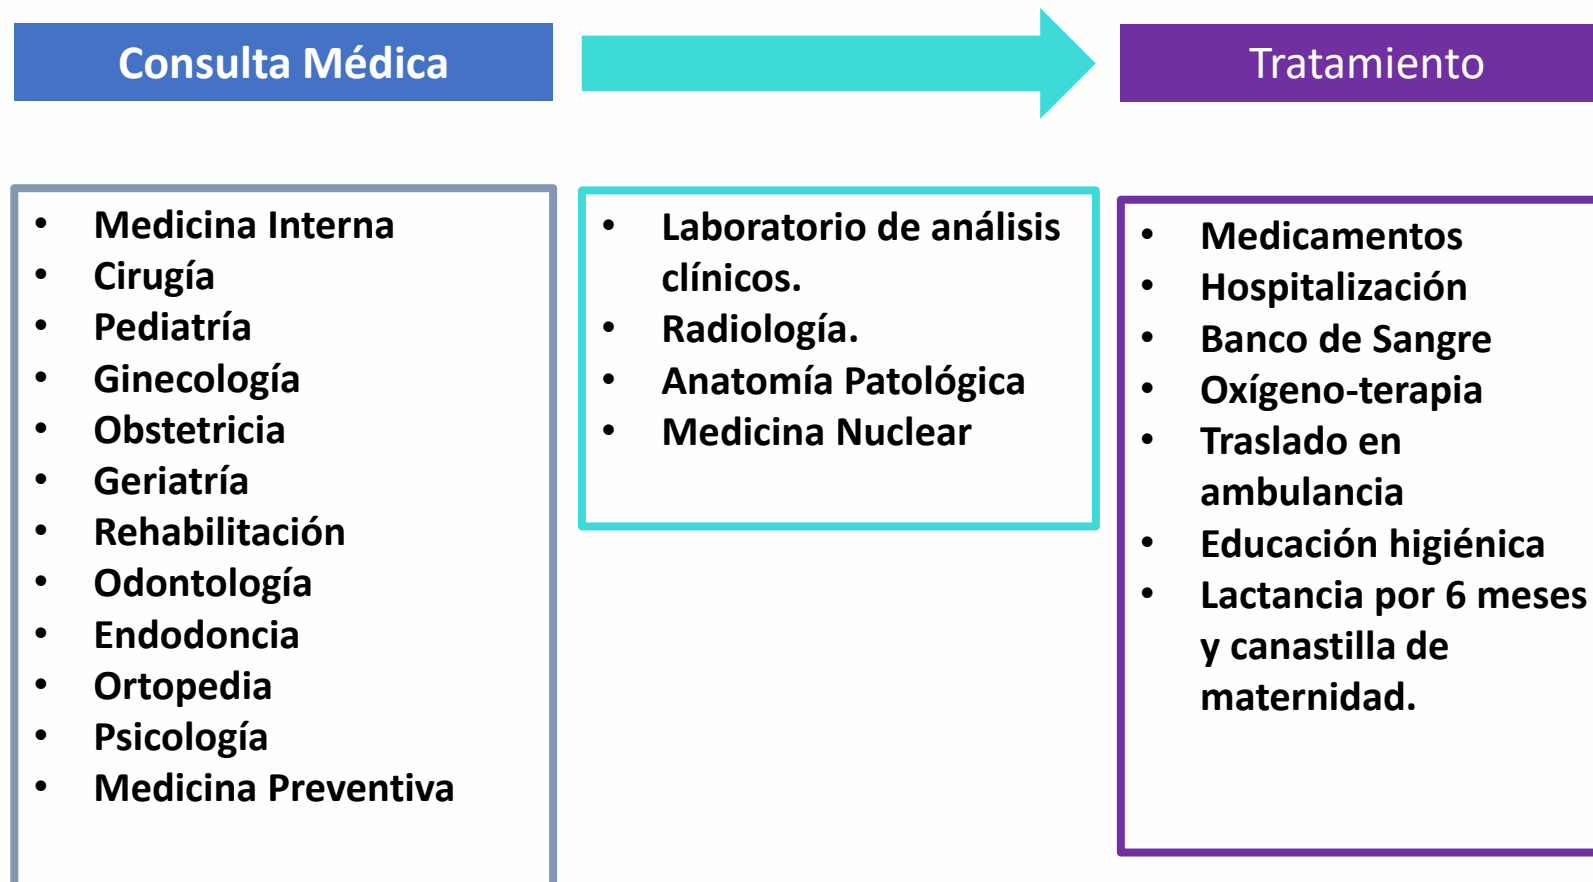 Consulta Médica
Tratamiento
• Medicina Interna
• Cirugía
• Pediatría
• Ginecología
• Obstetricia
• Geriatría
• Rehabilitación
• Odontología
• Endodoncia
• Ortopedia
• Psicología
• Medicina Preventiva
• Laboratorio de análisis
clínicos.
• Radiología.
• Anatomía Patológica
• Medicina Nuclear
• Medicamentos
• Hospitalización
• Banco de Sangre
• Oxígeno-terapia
• Traslado en
ambulancia
• Educación higiénica
• Lactancia por 6 meses
y canastilla de
maternidad.